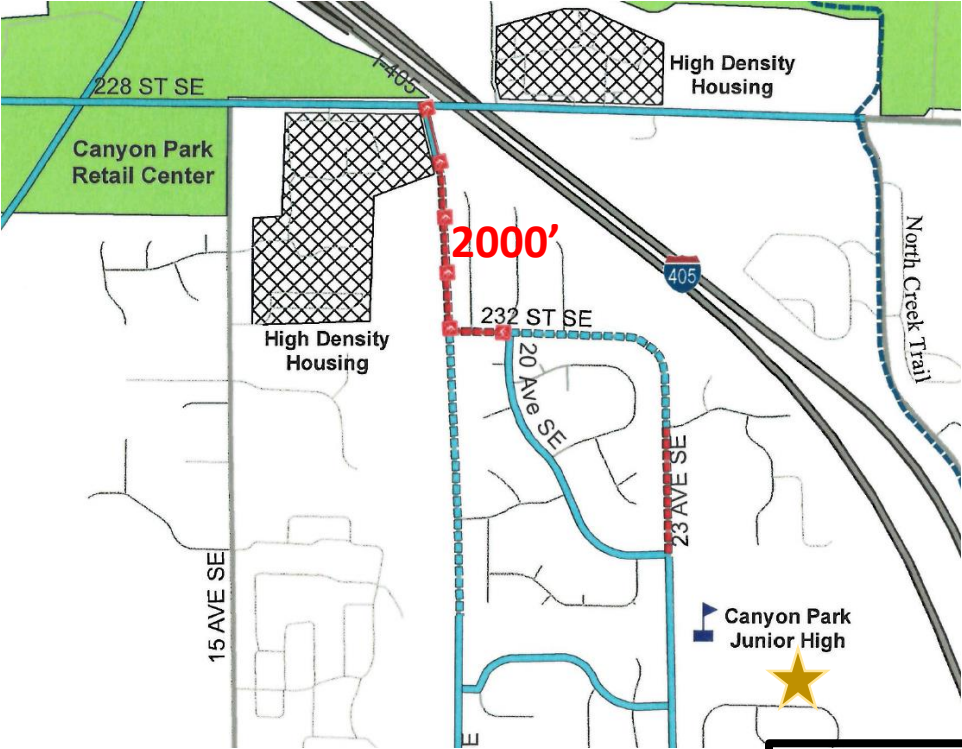 228 ST SE
I-405
High Density
Housing
Canyon Park
Retail Center
2000’
405
North Creek Trail
232 ST SE
High Density
Housing
20 Ave SE
23 AVE SE
15 AVE SE
Canyon Park
Junior High
E